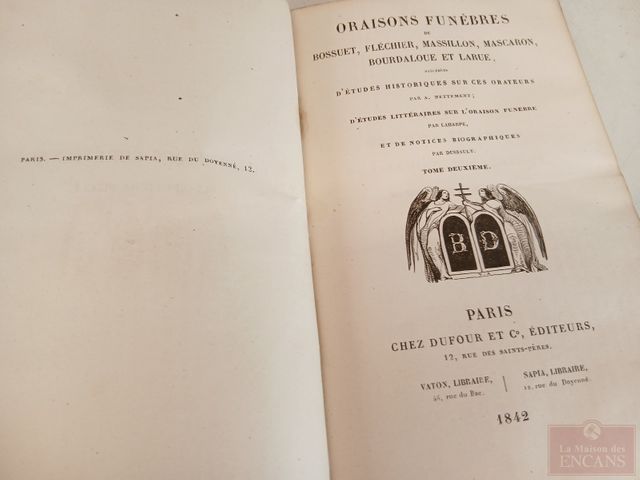 PARIS. — IMPRIMERIE DE SAPIA, RUE DU DOYENNÉ, 12.
ORAISONS FUNÈBRES
DE
BOSSUET, FLÉCHIER, MASSILLON, MASCARON,
BOURDALOUE ET LARUE,
D'ÉTUDES HISTORIQUES SUR CES ORATEURS
PAR A. NETTEMENT;
D'ÉTUDES LITTÉRAIRES SUR L'ORAISON FUNÈBRE
PAR LAHARPE,
ET DE NOTICES BIOGRAPHIQUES
PAR DUSSAULT.
TOME DEUXIÈME.
B D
PARIS
CHEZ DUFOUR ET Cº, ÉDITEURS,
12, RUE DES SAINTS-PÈRES.
VATON, LIBRAIRE,
46, rue du Bac.
SAPIA, LIBRAIRE,
12, rue du Doyenné.
1842
La Maison des
ENCANS